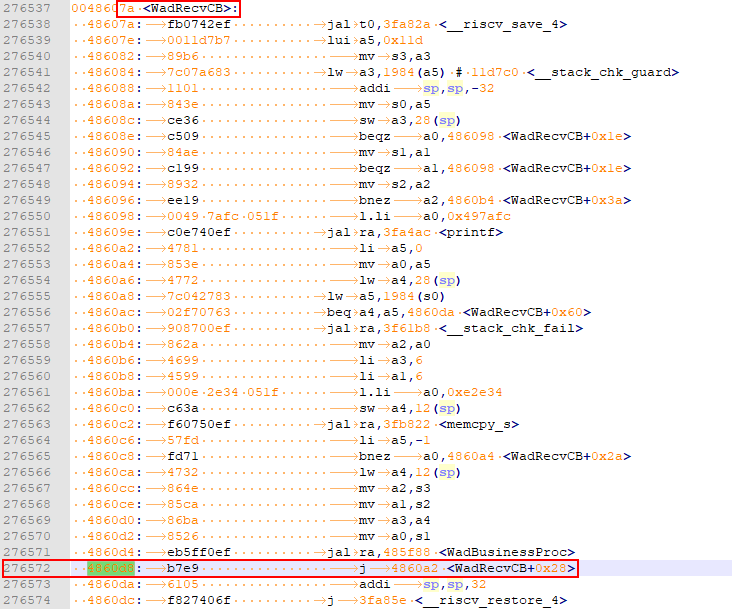 276537 0048607a <WadRecvCB>:
276538 48607a: fb0742ef jal t0,3fa82a <__riscv_save_4>
276539 48607e: 0011d7b7 lui a5,0x11d
276540 486082: 89b6 mv s3,a3
276541 486084: 7c07a683 lw a3,1984(a5) # 11d7c0 <__stack_chk_guard>
276542 486088: 1101 addi sp,sp,-32
276543 48608a: 843e mv s0,a5
276544 48608c: ce36 sw a3,28(sp)
276545 48608e: c509 beqz a0,486098 <WadRecvCB+0x1e>
276546 486090: 84ae mv s1,a1
276547 486092: c199 beqz a1,486098 <WadRecvCB+0x1e>
276548 486094: 8932 mv s2,a2
276549 486096: ee19 bnez a2,4860b4 <WadRecvCB+0x3a>
276550 486098: 0049 7afc 051f l.li a0,0x497afc
276551 48609e: c0e740ef jal ra,3fa4ac <printf>
276552 4860a2: 4781 li a5,0
276553 4860a4: 853e mv a0,a5
276554 4860a6: 4772 lw a4,28(sp)
276555 4860a8: 7c042783 lw a5,1984(s0)
276556 4860ac: 02f70763 beq a4,a5,4860da <WadRecvCB+0x60>
276557 4860b0: 908700ef jal ra,3f61b8 <__stack_chk_fail>
276558 4860b4: 862a mv a2,a0
276559 4860b6: 4699 li a3,6
276560 4860b8: 4599 li a1,6
276561 4860ba: 000e 2e34 051f l.li a0,0xe2e34
276562 4860c0: c63a sw a4,12(sp)
276563 4860c2: f60750ef jal ra,3fb822 <memcpy_s>
276564 4860c6: 57fd li a5,-1
276565 4860c8: fd71 bnez a0,4860a4 <WadRecvCB+0x2a>
276566 4860ca: 4732 lw a4,12(sp)
276567 4860cc: 864e mv a2,s3
276568 4860ce: 85ca mv a1,s2
276569 4860d0: 86ba mv a3,a4
276570 4860d2: 8526 mv a0,s1
276571 4860d4: eb5ff0ef jal ra,485f88 <WadBusinessProc>
276572 4860d8: b7e9 j 4860a2 <WadRecvCB+0x28>
276573 4860da: 6105 addi sp,sp,32
276574 4860dc: f827406f j 3fa85e <__riscv_restore_4>